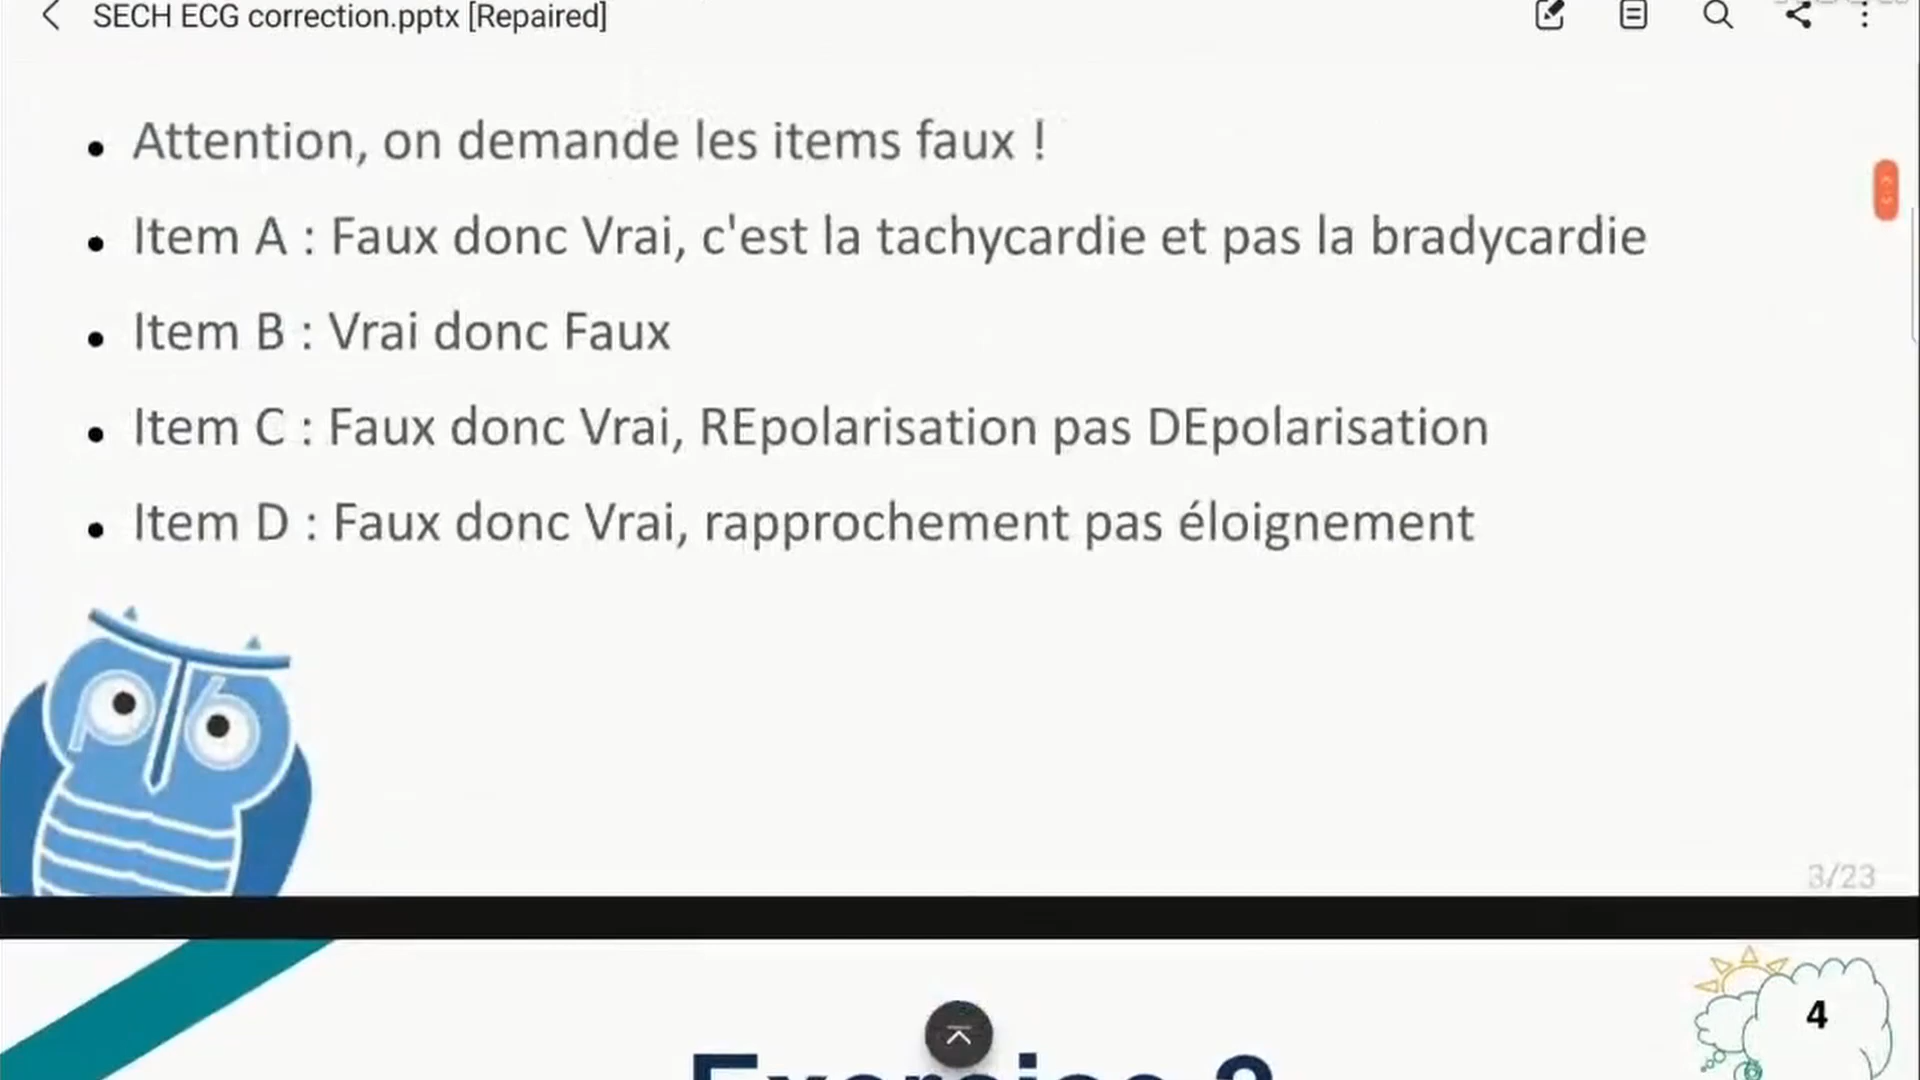 SECH ECG correction.pptx [Repaired]
• Attention, on demande les items faux !
• Item A : Faux donc Vrai, c'est la tachycardie et pas la bradycardie
• Item B : Vrai donc Faux
• Item C : Faux donc Vrai, REpolarisation pas DEpolarisation
• Item D : Faux donc Vrai, rapprochement pas éloignement
3/23
4